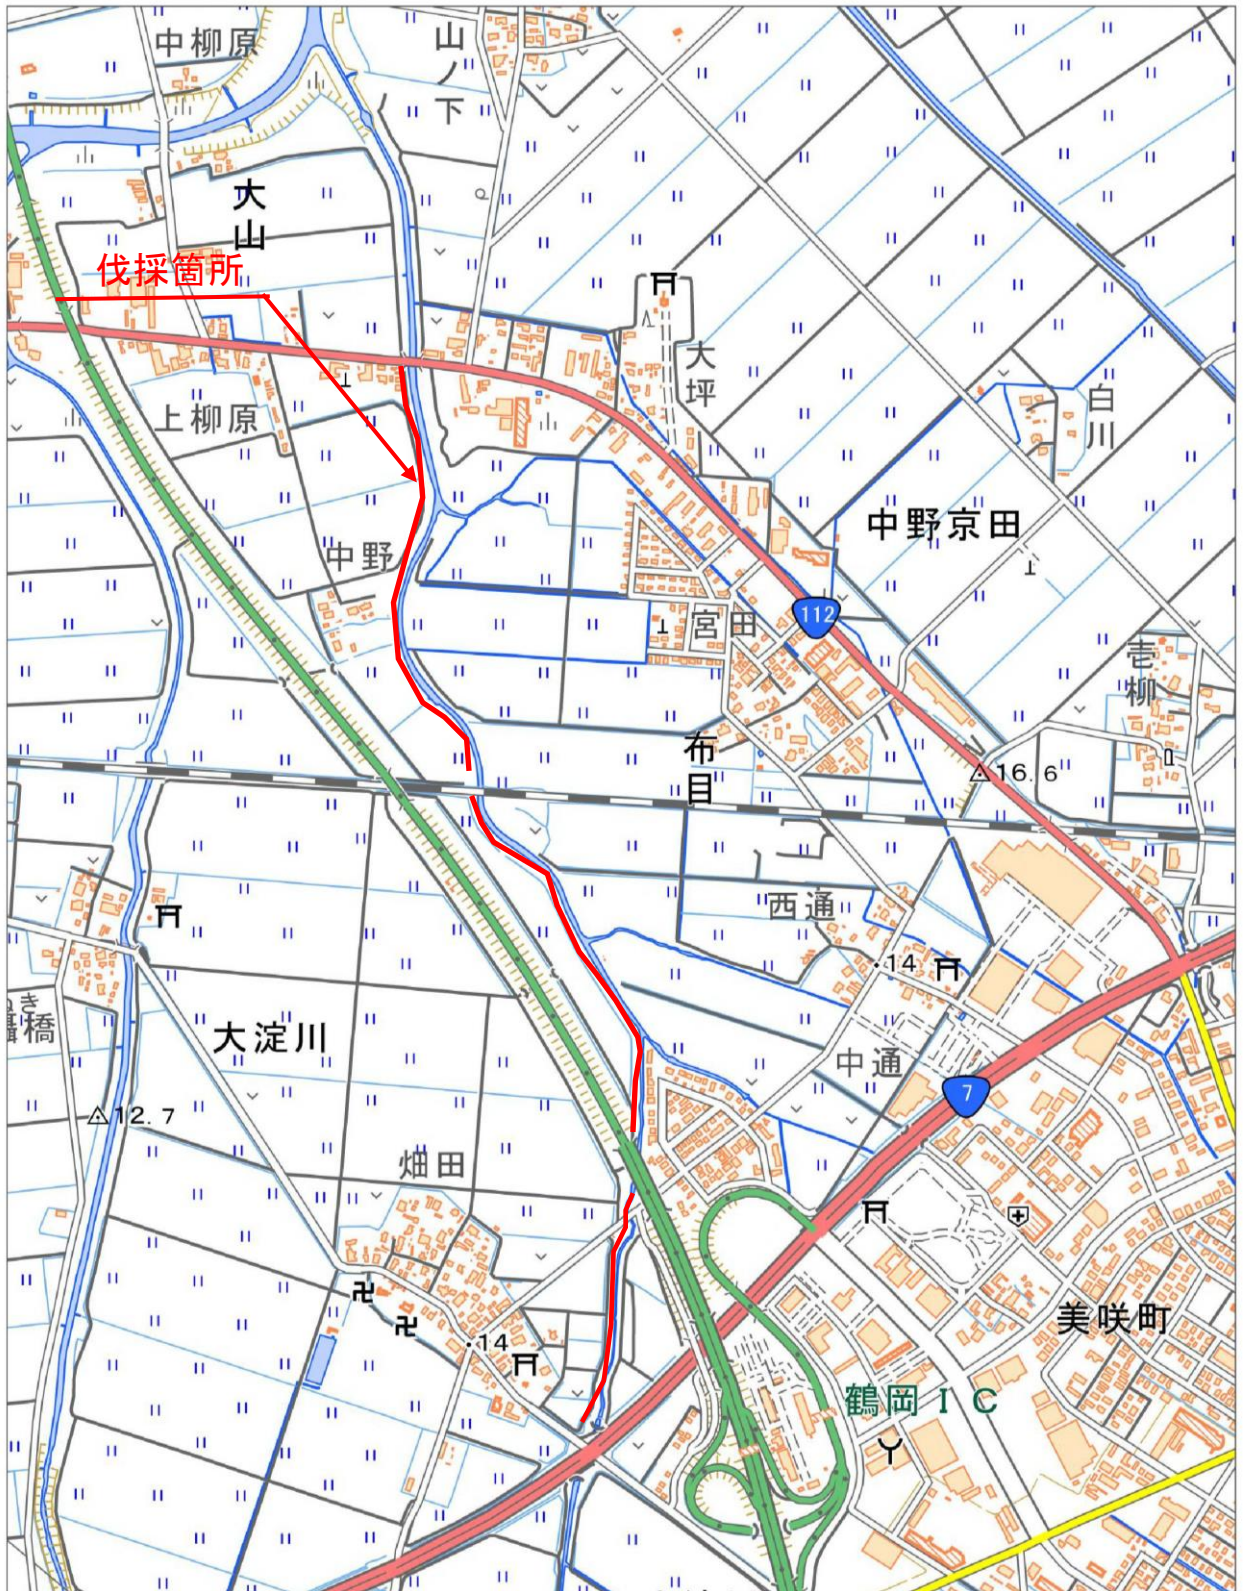 中柳原
山ノ下
大山
伐採箇所
大坪
上柳原
白川
中野京田
中野
宮田
112
壱柳
布目
16.6
西通
14
き
橋
大淀川
中通
7
12.7
畑田
美咲町
14
鶴岡IC